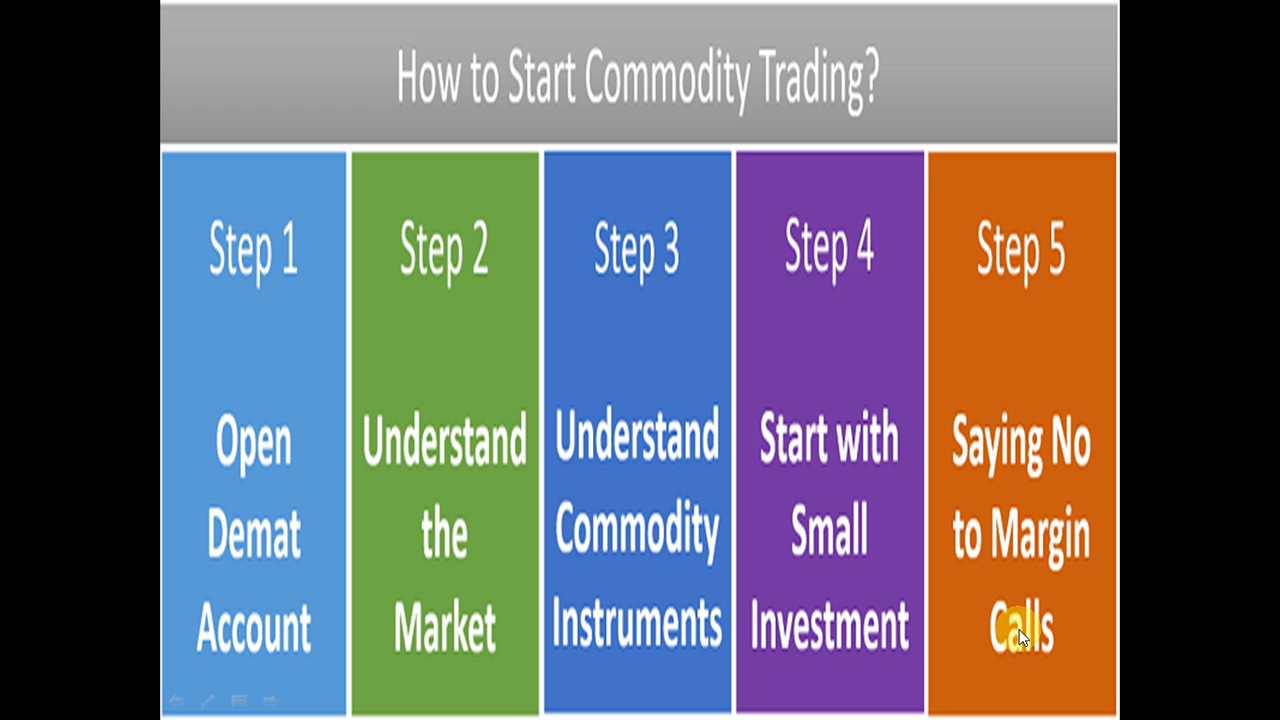 How to Start Commodity Trading?
Step 1
Open
Demat
Account
Step 2
Understand
the
Market
Step 3
Understand
Commodity
Instruments
Step 4
Start with
Small
Investment
Step 5
Saying No
to Margin
Calls